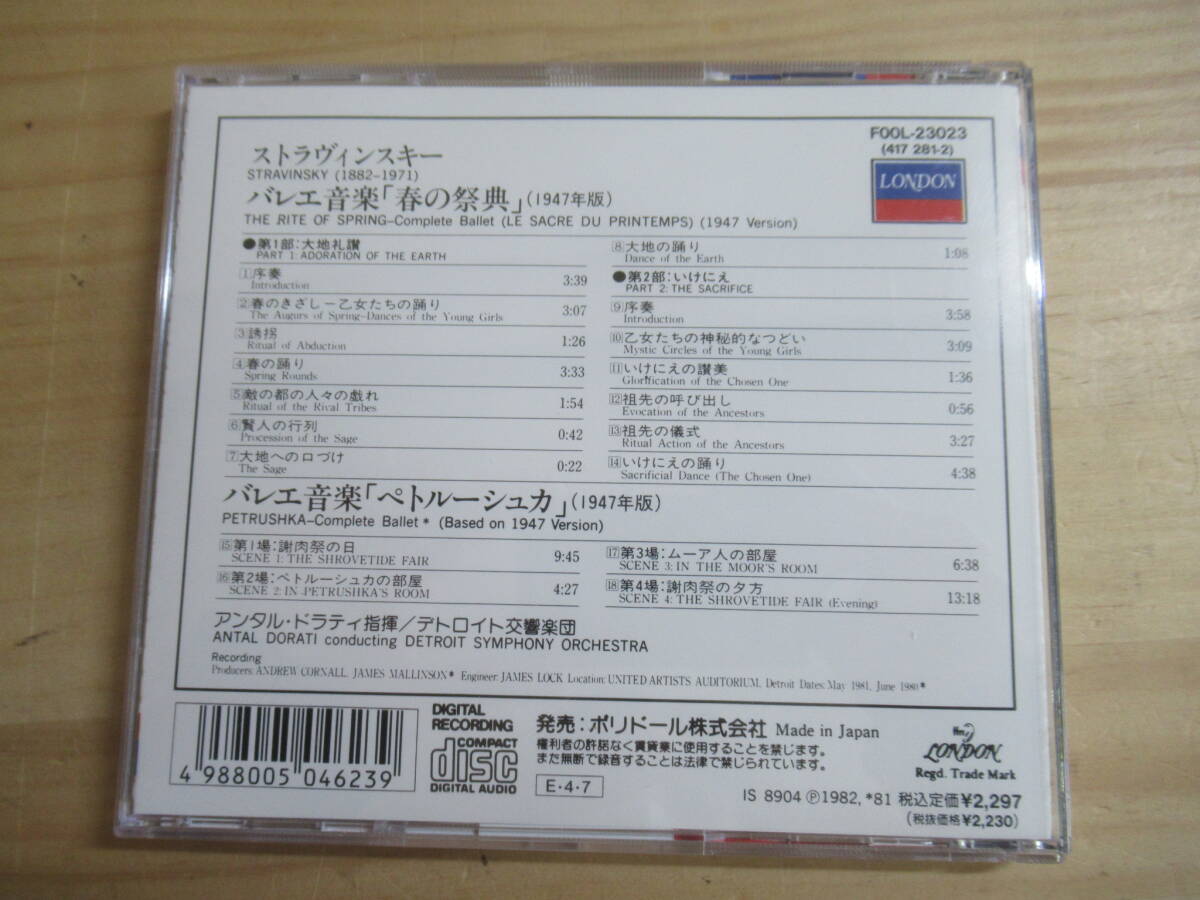 FOOL-23023
(417 281-2)
LONDON
ストラヴィンスキー
STRAVINSKY (1882-1971)
バレエ音楽「春の祭典」(1947年版)
THE RITE OF SPRING–Complete Ballet (LE SACRE DU PRINTEMPS) (1947 Version)
●第1部:大地礼讃
PART 1: ADORATION OF THE EARTH
1 序奏 3:39
Introduction
2 春のきざし−乙女たちの踊り 3:07
The Augurs of Spring–Dances of the Young Girls
3 誘拐 1:26
Ritual of Abduction
4 春の踊り 3:33
Spring Rounds
5 敵の都の人々の戯れ 1:54
Ritual of the Rival Tribes
6 賢人の行列 0:42
Procession of the Sage
7 大地への口づけ 0:22
The Sage
8 大地の踊り 1:08
Dance of the Earth
●第2部:いけにえ
PART 2: THE SACRIFICE
9 序奏 3:58
Introduction
10 乙女たちの神秘的なつどい 3:09
Mystic Circles of the Young Girls
11 いけにえの讃美 1:36
Glorification of the Chosen One
12 祖先の呼び出し 0:56
Evocation of the Ancestors
13 祖先の儀式 3:27
Ritual Action of the Ancestors
14 いけにえの踊り 4:38
Sacrificial Dance (The Chosen One)
バレエ音楽「ペトルーシュカ」(1947年版)
PETRUSHKA–Complete Ballet* (Based on 1947 Version)
15 第1場:謝肉祭の日 9:45
SCENE 1: THE SHROVETIDE FAIR
16 第2場:ペトルーシュカの部屋 4:27
SCENE 2: IN PETRUSHKA'S ROOM
17 第3場:ムーア人の部屋 6:38
SCENE 3: IN THE MOOR'S ROOM
18 第4場:謝肉祭の夕方 13:18
SCENE 4: THE SHROVETIDE FAIR (Evening)
アンタル・ドラティ指揮/デトロイト交響楽団
ANTAL DORATI conducting DETROIT SYMPHONY ORCHESTRA
Recording
Producers: ANDREW CORNALL, JAMES MALLINSON* Engineer: JAMES LOCK Location: UNITED ARTISTS AUDITORIUM, Detroit Dates: May 1981, June 1980*
4 988005 046239
DIGITAL RECORDING
COMPACT disc DIGITAL AUDIO
発売:ポリドール株式会社 Made in Japan
権利者の許諾なく賃貸業に使用することを禁じます。
また無断で録音することは法律で禁じられています。
E・4・7
LONDON
Regd. Trade Mark
IS 8904 Ⓟ1982, *81 税込定価¥2,297
(税抜価格¥2,230)